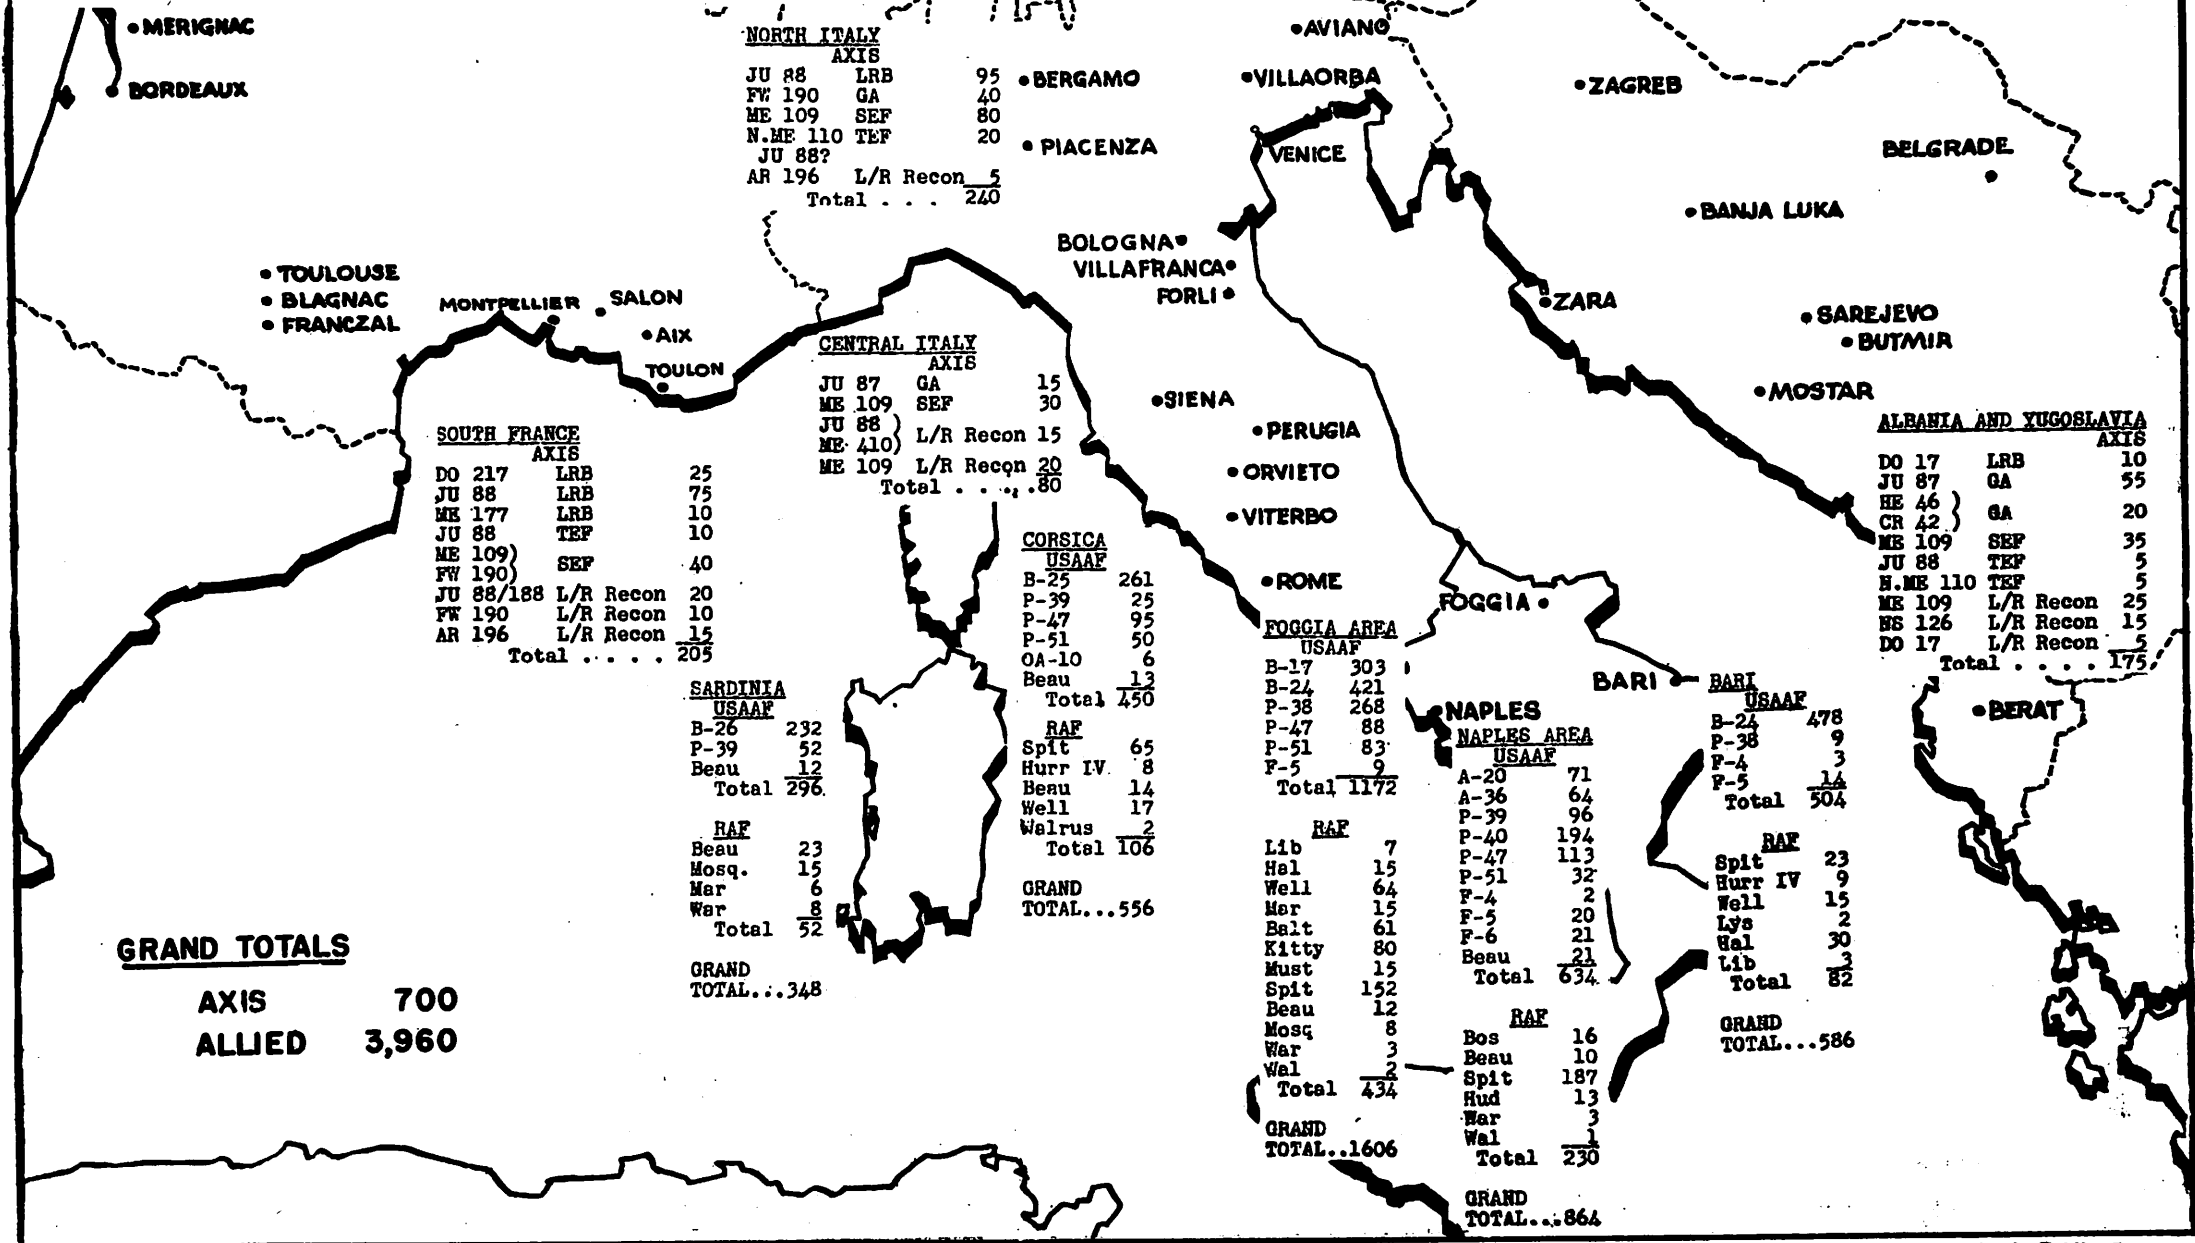 MERIGNAC
BORDEAUX
TOULOUSE
BLAGNAC
FRANCZAL
MONTPELLIER
SALON
AIX
TOULON
NORTH ITALY
AXIS
JU 88 LRB 95
FW 190 GA 40
ME 109 SEF 80
N.ME 110 TEF 20
JU 88?
AR 196 L/R Recon 5
Total . . . 240
BERGAMO
PIACENZA
AVIANO
VILLAORBA
VENICE
BOLOGNA
VILLAFRANCA
FORLI
ZAGREB
BELGRADE
BANJA LUKA
ZARA
SAREJEVO
BUTMIR
MOSTAR
SIENA
PERUGIA
ORVIETO
VITERBO
ROME
FOGGIA
BARI
NAPLES
BERAT
SOUTH FRANCE
AXIS
DO 217 LRB 25
JU 88 LRB 75
ME 177 LRB 10
JU 88 TEF 10
ME 109)
FW 190) SEF 40
JU 88/188 L/R Recon 20
FW 190 L/R Recon 10
AR 196 L/R Recon 15
Total . . . . 205
CENTRAL ITALY
AXIS
JU 87 GA 15
ME 109 SEF 30
JU 88 )
ME 410) L/R Recon 15
ME 109 L/R Recon 20
Total . . . . 80
ALBANIA AND YUGOSLAVIA
AXIS
DO 17 LRB 10
JU 87 GA 55
HE 46 )
CR 42 ) GA 20
ME 109 SEF 35
JU 88 TEF 5
N.ME 110 TEF 5
ME 109 L/R Recon 25
HS 126 L/R Recon 15
DO 17 L/R Recon 5
Total . . . . 175
SARDINIA
USAAF
B-26 232
P-39 52
Beau 12
Total 296
RAF
Beau 23
Mosq. 15
Mar 6
War 8
Total 52
GRAND
TOTAL...348
CORSICA
USAAF
B-25 261
P-39 25
P-47 95
P-51 50
OA-10 6
Beau 13
Total 450
RAF
Spit 65
Hurr IV 8
Beau 14
Well 17
Walrus 2
Total 106
GRAND
TOTAL...556
FOGGIA AREA
USAAF
B-17 303
B-24 421
P-38 268
P-47 88
P-51 83
F-5 9
Total 1172
RAF
Lib 7
Hal 15
Well 64
Mar 15
Balt 61
Kitty 80
Must 15
Spit 152
Beau 12
Mosq 8
War 3
Wal 2
Total 434
GRAND
TOTAL..1606
NAPLES AREA
USAAF
A-20 71
A-36 64
P-39 96
P-40 194
P-47 113
P-51 32
F-4 2
F-5 20
F-6 21
Beau 21
Total 634
RAF
Bos 16
Beau 10
Spit 187
Hud 13
War 3
Wal 1
Total 230
GRAND
TOTAL...864
BARI
USAAF
B-24 478
P-38 9
F-4 3
F-5 14
Total 504
RAF
Spit 23
Hurr IV 9
Well 15
Lys 2
Hal 30
Lib 3
Total 82
GRAND
TOTAL...586
GRAND TOTALS
AXIS 700
ALLIED 3,960